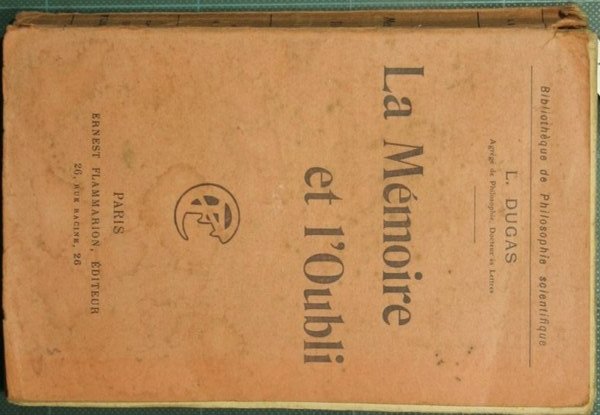 Bibliothèque de Philosophie scientifique
L. DUGAS
Agrégé de Philosophie, Docteur ès Lettres
La Mémoire
et l'Oubli
PARIS
ERNEST FLAMMARION, ÉDITEUR
26, RUE RACINE, 26